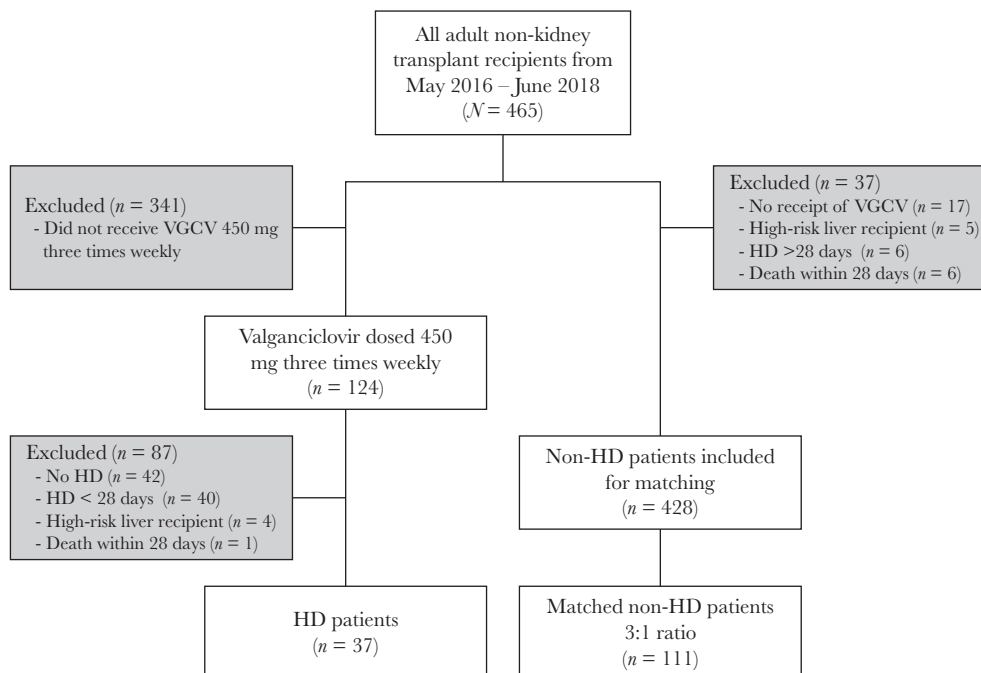 All adult non-kidney
transplant recipients from
May 2016 – June 2018
(N = 465)
Excluded (n = 341)
- Did not receive VGCV 450 mg
three times weekly
Excluded (n = 37)
- No receipt of VGCV (n = 17)
- High-risk liver recipient (n = 5)
- HD >28 days (n = 6)
- Death within 28 days (n = 6)
Valganciclovir dosed 450
mg three times weekly
(n = 124)
Excluded (n = 87)
- No HD (n = 42)
- HD < 28 days (n = 40)
- High-risk liver recipient (n = 4)
- Death within 28 days (n = 1)
Non-HD patients included
for matching
(n = 428)
HD patients
(n = 37)
Matched non-HD patients
3:1 ratio
(n = 111)